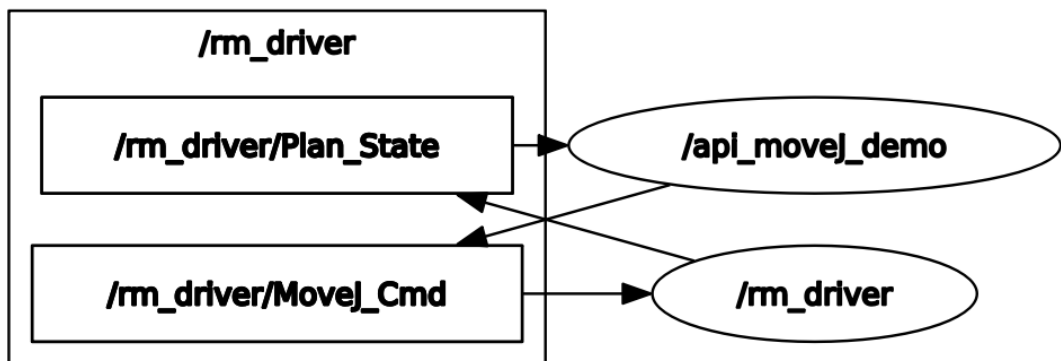 /rm_driver
/rm_driver/Plan_State
/api_moveJ_demo
/rm_driver/MoveJ_Cmd
/rm_driver